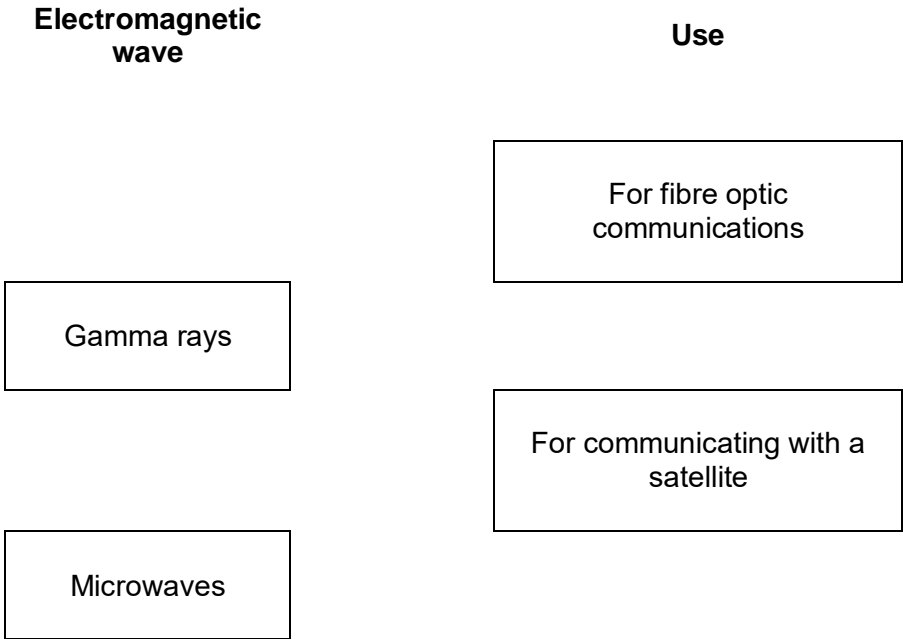 Electromagnetic
wave
Use
For fibre optic
communications
Gamma rays
For communicating with a
satellite
Microwaves